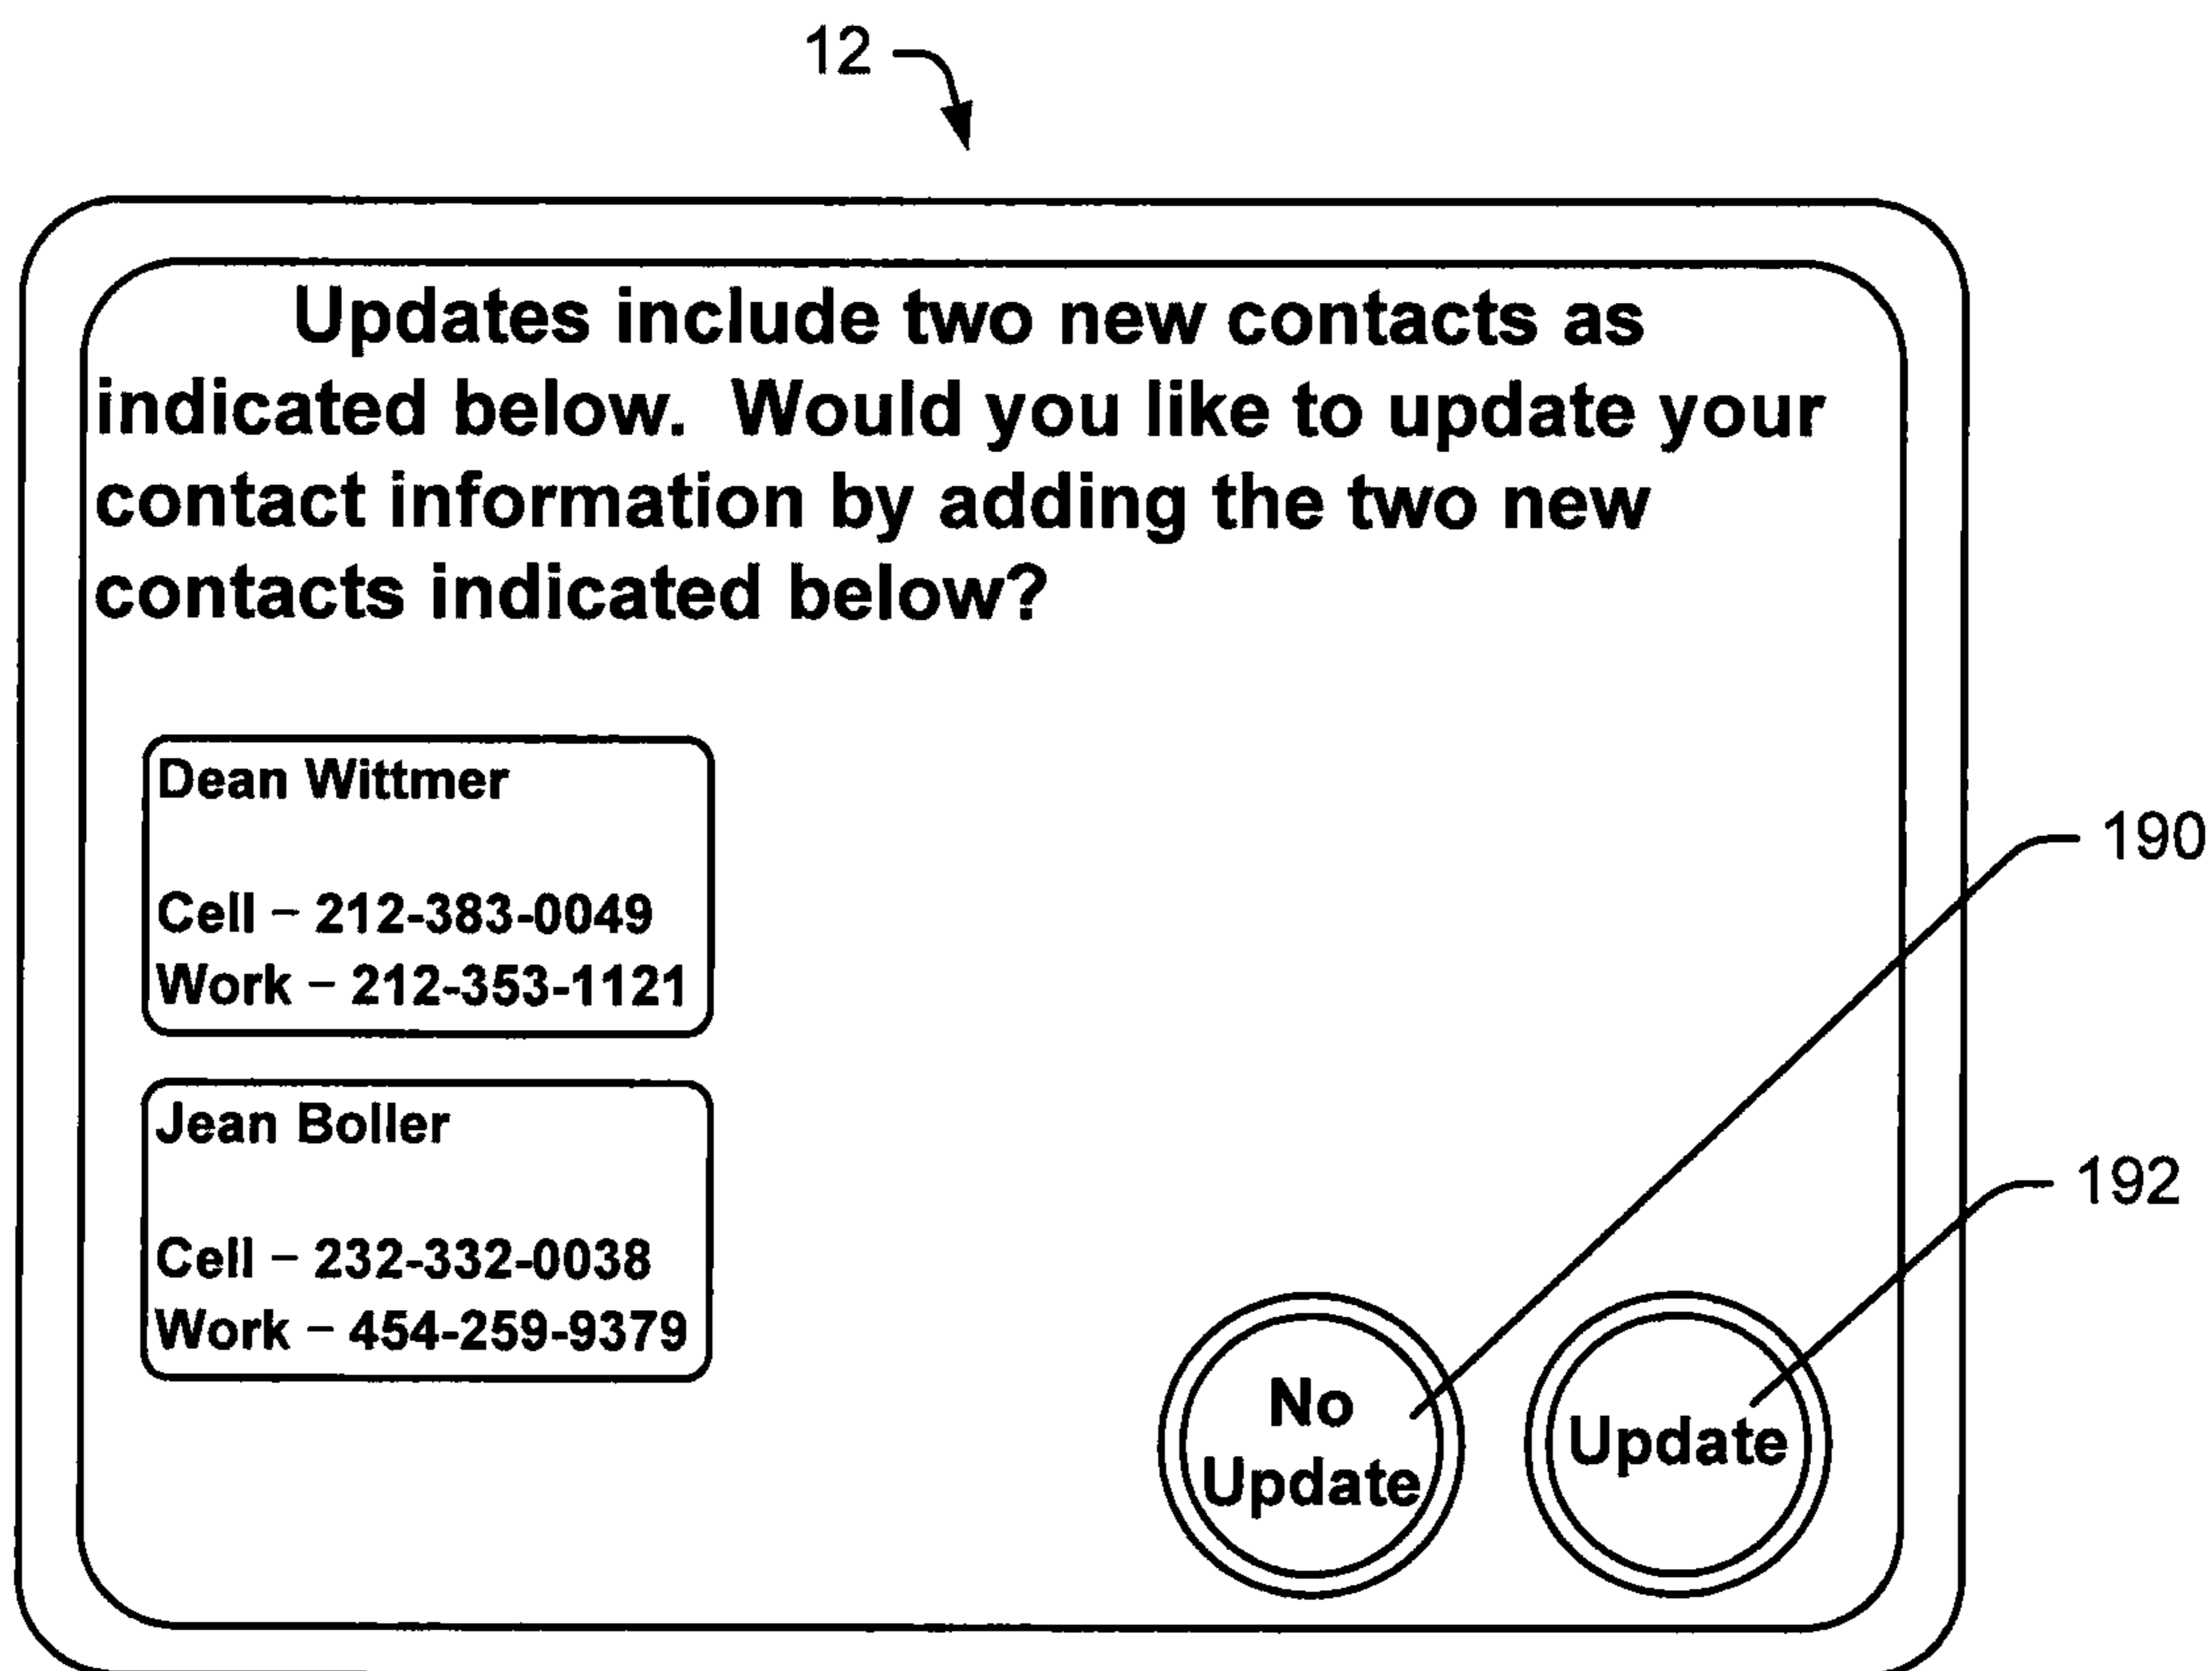 12
Updates include two new contacts as
indicated below. Would you like to update your
contact information by adding the two new
contacts indicated below?
Dean Wittmer
Cell – 212-383-0049
Work – 212-353-1121
190
Jean Boller
Cell – 232-332-0038
Work – 454-259-9379
192
No
Update
Update